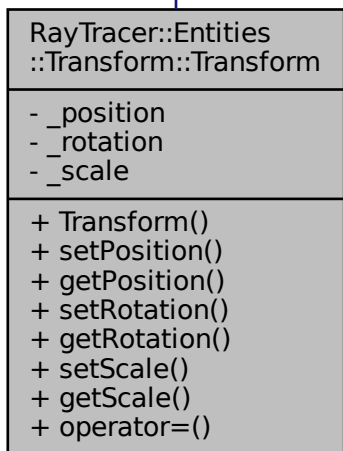 RayTracer::Entities
::Transform::Transform
- _position
- _rotation
- _scale
+ Transform()
+ setPosition()
+ getPosition()
+ setRotation()
+ getRotation()
+ setScale()
+ getScale()
+ operator=()